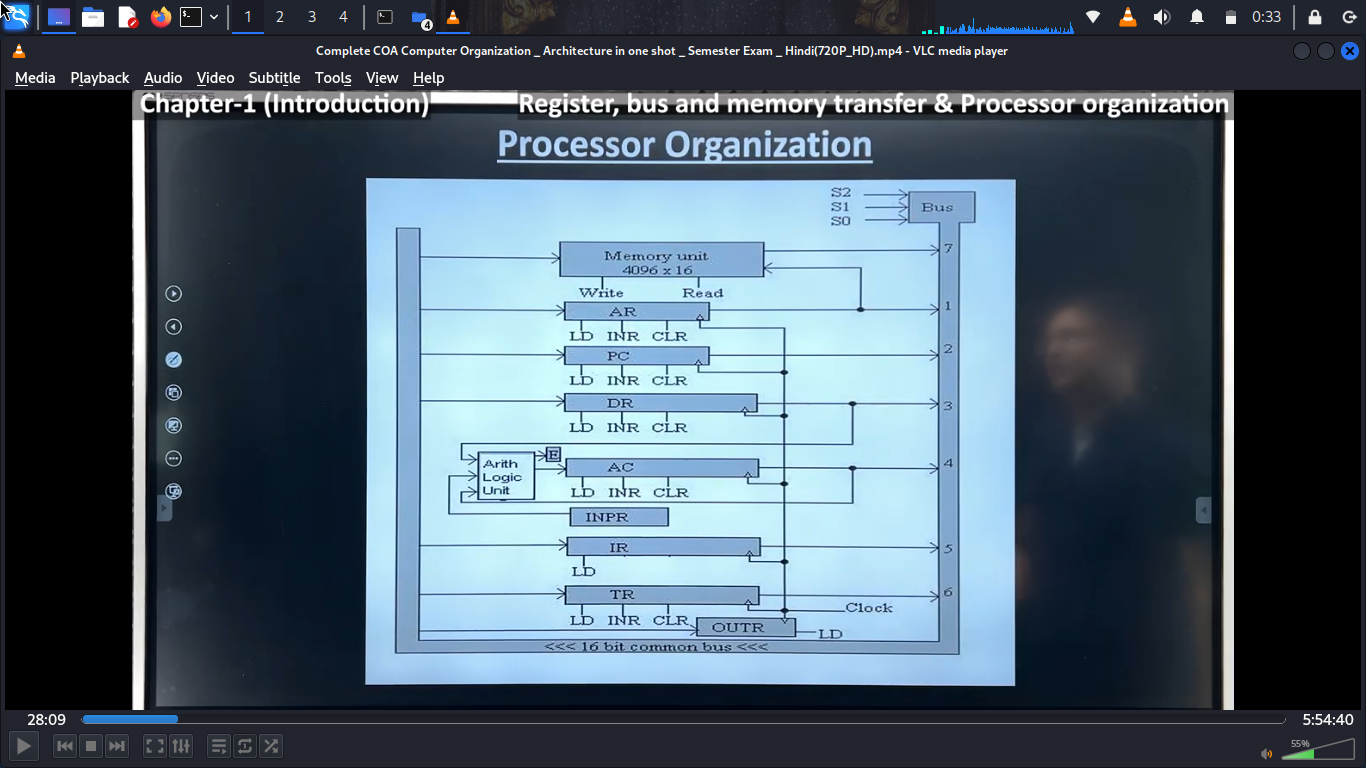 1 2 3 4 4 0:33
Complete COA Computer Organization _ Architecture in one shot _ Semester Exam _ Hindi(720P_HD).mp4 - VLC media player
Media Playback Audio Video Subtitle Tools View Help
Chapter-1 (Introduction) Register, bus and memory transfer & Processor organization
Processor Organization
S2
S1
S0
Bus
Memory unit
4096 x 16
7
Write Read
AR
1
LD INR CLR
PC
2
LD INR CLR
DR
3
LD INR CLR
E
Arith
Logic
Unit
AC
4
LD INR CLR
INPR
IR
5
LD
TR
6
Clock
LD INR CLR
OUTR
LD
<<< 16 bit common bus <<<
28:09 5:54:40
55%